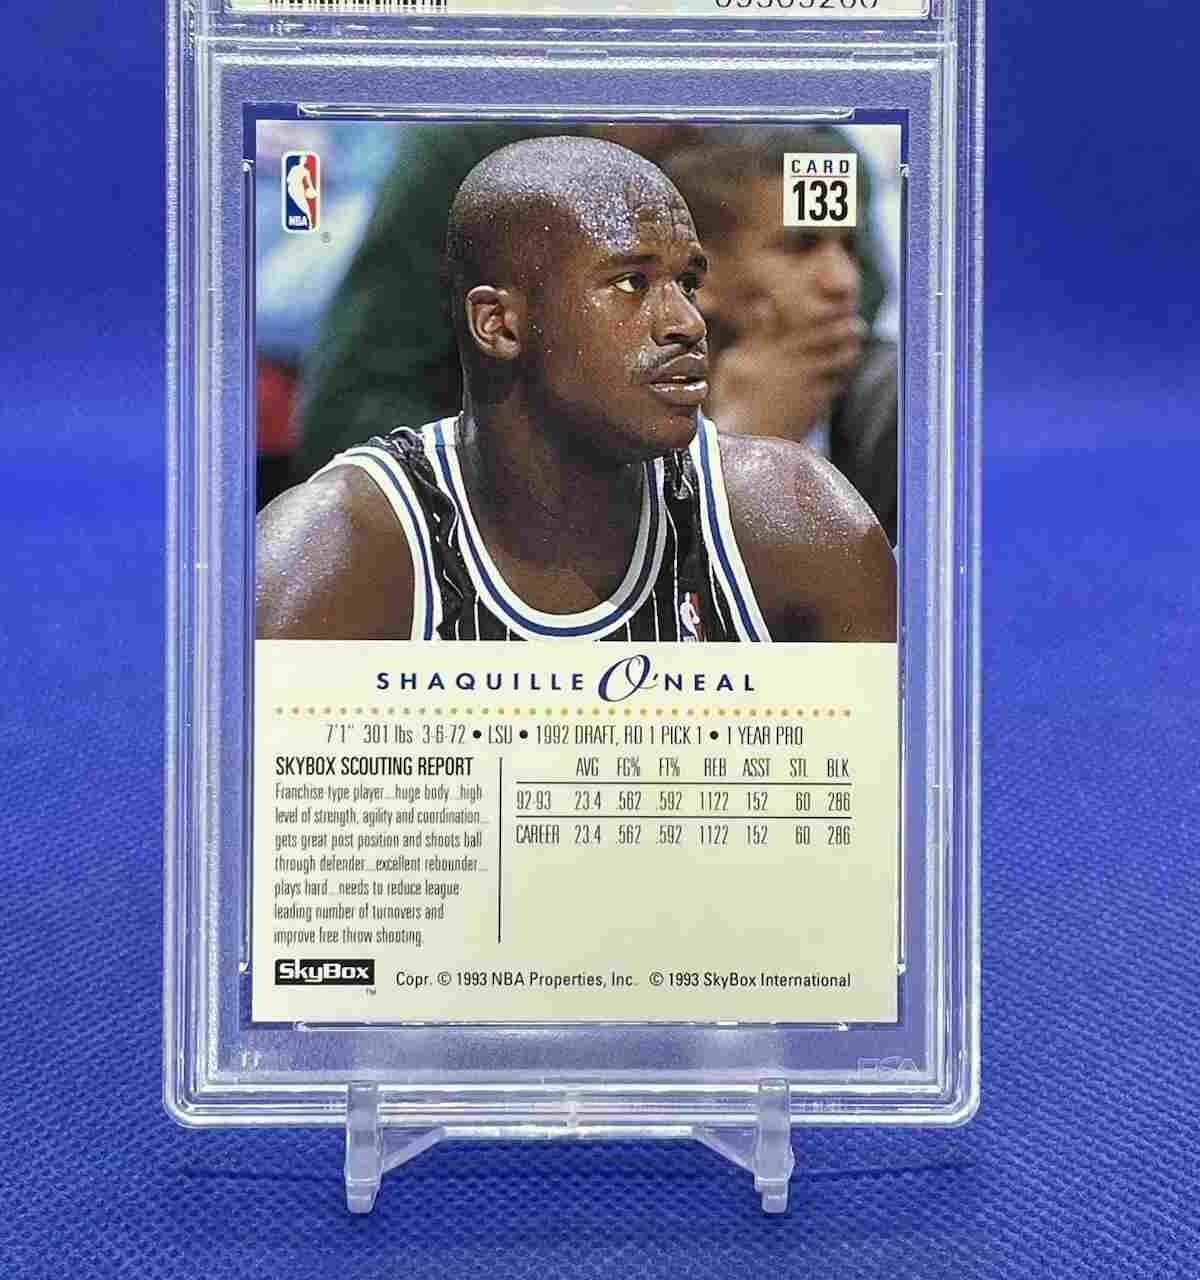 NBA
®
CARD
133
SHAQUILLE O'NEAL
7'1" 301 lbs 3-6-72 • LSU • 1992 DRAFT, RD 1 PICK 1 • 1 YEAR PRO
SKYBOX SCOUTING REPORT
Franchise-type player...huge body...high
level of strength, agility and coordination...
gets great post position and shoots ball
through defender...excellent rebounder...
plays hard...needs to reduce league
leading number of turnovers and
improve free throw shooting.
AVG FG% FT% REB ASST STL BLK
92-93 23.4 .562 .592 1122 152 60 286
CAREER 23.4 .562 .592 1122 152 60 286
SkyBox
™
Copr. © 1993 NBA Properties, Inc. © 1993 SkyBox International
PSA